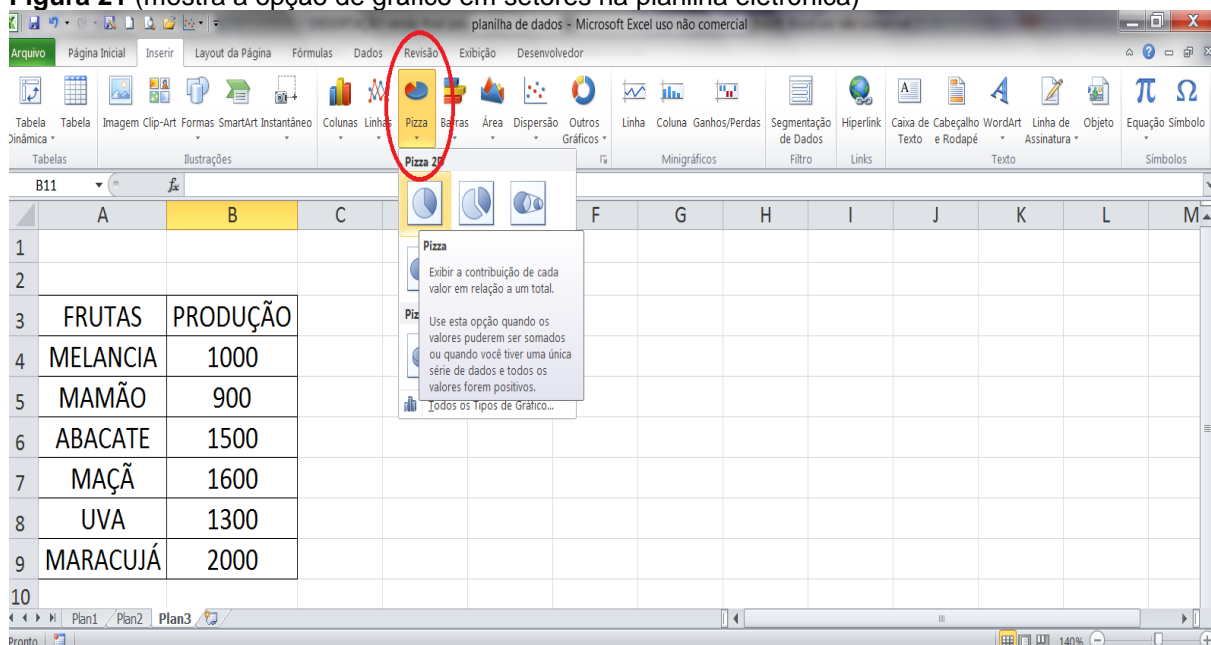 Figura 21 (mostra a opção de gráfico em setores na planilha eletrônica)
planilha de dados - Microsoft Excel uso não comercial
Arquivo Página Inicial Inserir Layout da Página Fórmulas Dados Revisão Exibição Desenvolvedor
Tabela Dinâmica Tabela Imagem Clip-Art Formas SmartArt Instantâneo Colunas Linhas Pizza Barras Área Dispersão Outros Gráficos Linha Coluna Ganhos/Perdas Segmentação de Dados Hiperlink Caixa de Texto Cabeçalho e Rodapé WordArt Linha de Assinatura Objeto Equação Símbolo
Tabelas Ilustrações Minigráficos Filtro Links Texto Símbolos
Pizza 2D
B11 fx
A B C F G H I J K L M
1
2
3 FRUTAS PRODUÇÃO
4 MELANCIA 1000
5 MAMÃO 900
6 ABACATE 1500
7 MAÇÃ 1600
8 UVA 1300
9 MARACUJÁ 2000
10
Pizza
Exibir a contribuição de cada
valor em relação a um total.
Use esta opção quando os
valores puderem ser somados
ou quando você tiver uma única
série de dados e todos os
valores forem positivos.
Todos os Tipos de Gráfico...
Plan1 Plan2 Plan3
Pronto 140%